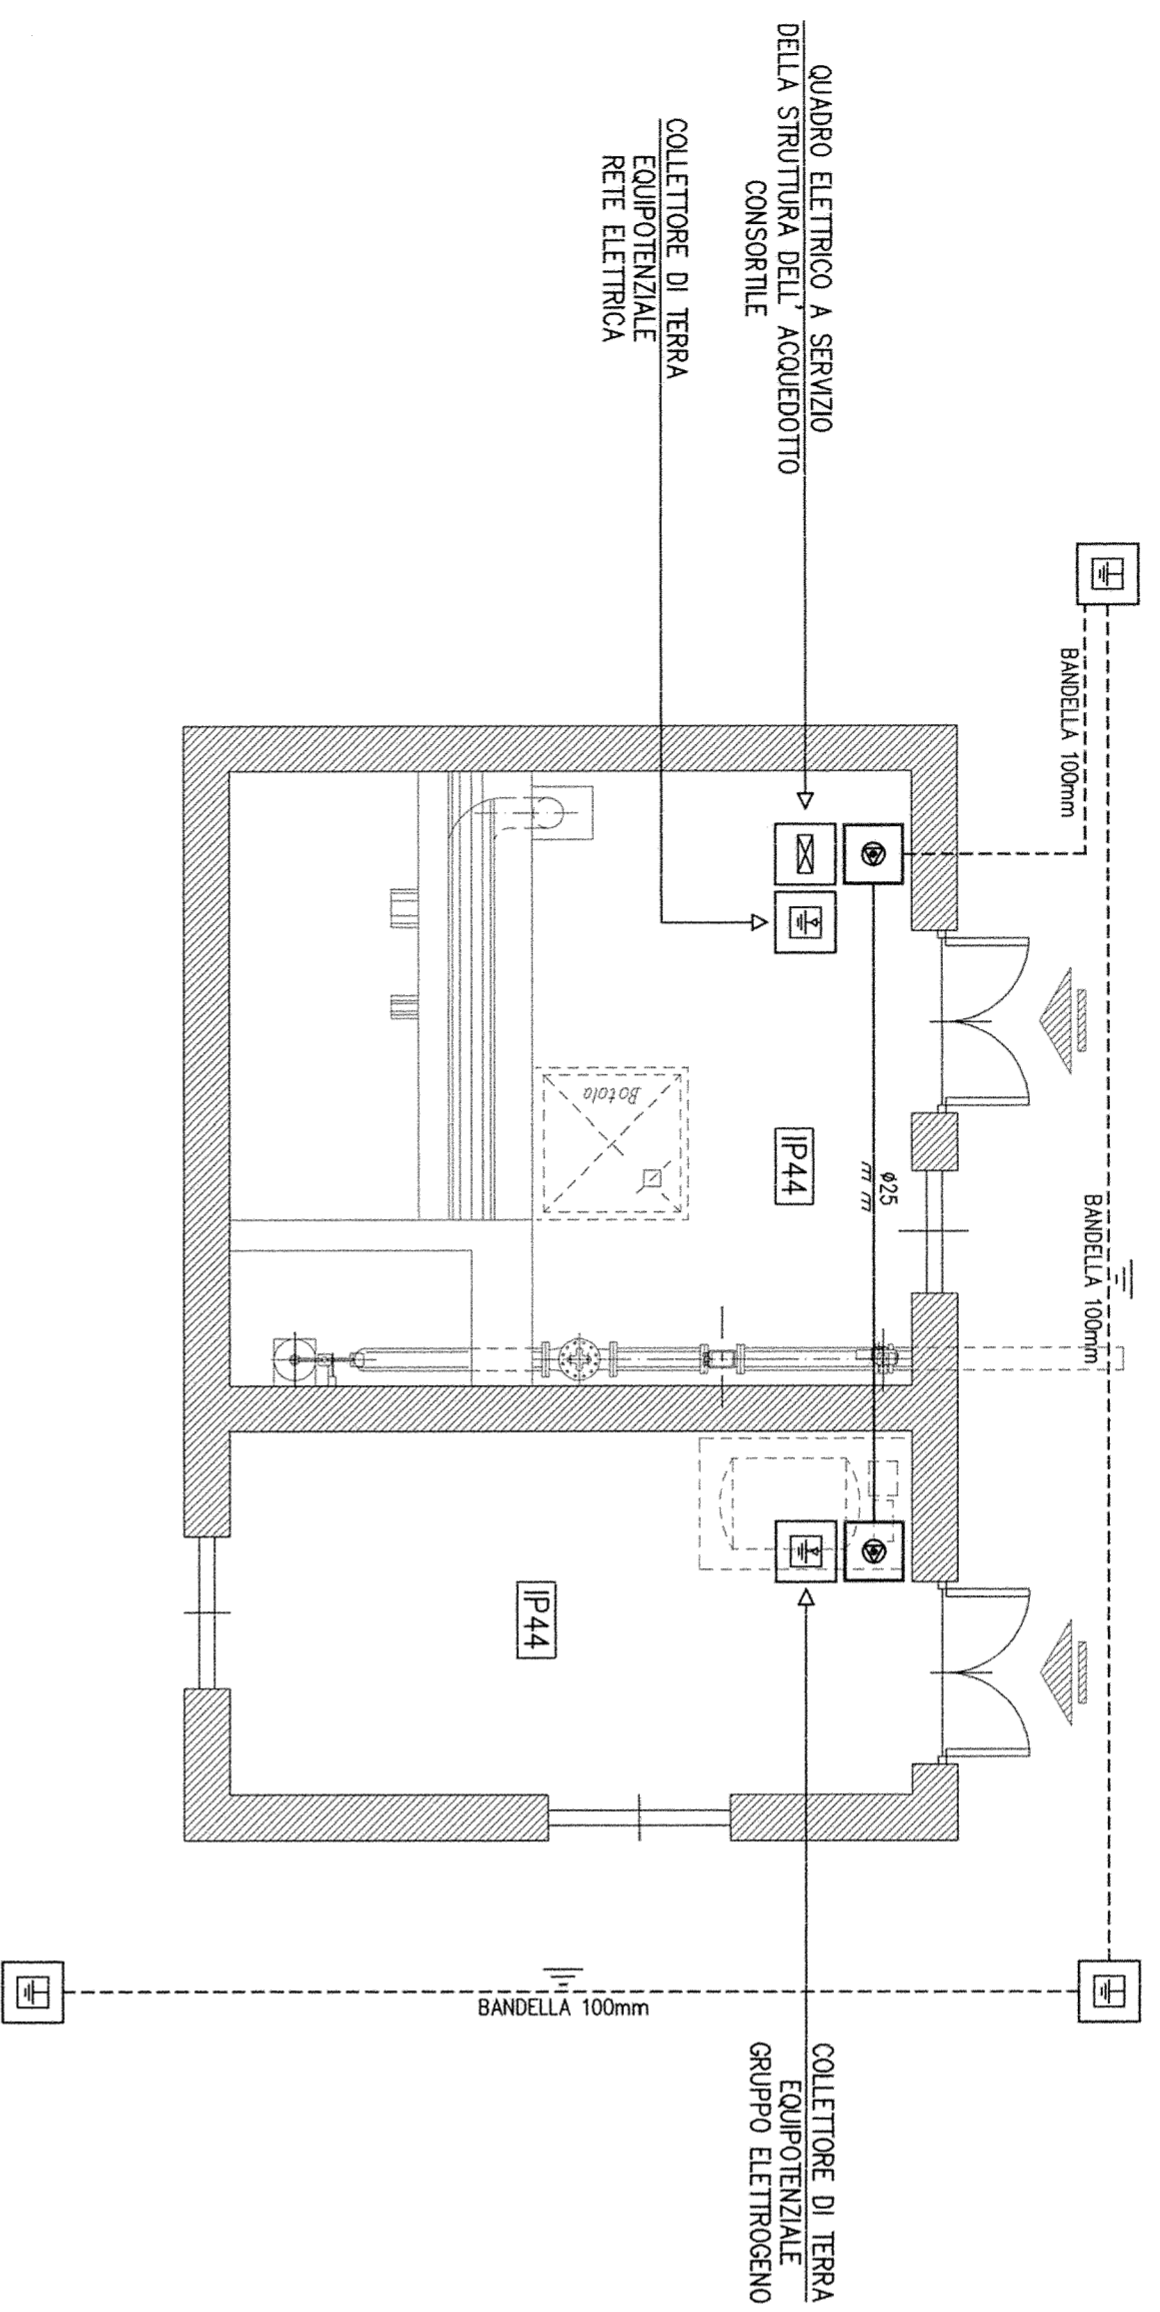 QUADRO ELETTRICO A SERVIZIO
DELLA STRUTTURA DELL' ACQUEDOTTO
CONSORTILE
COLLETTORE DI TERRA
EQUIPOTENZIALE
RETE ELETTRICA
BANDELLA 100mm
BANDELLA 100mm
Botola
IP44
ø25
IP44
BANDELLA 100mm
COLLETTORE DI TERRA
EQUIPOTENZIALE
GRUPPO ELETTROGENO